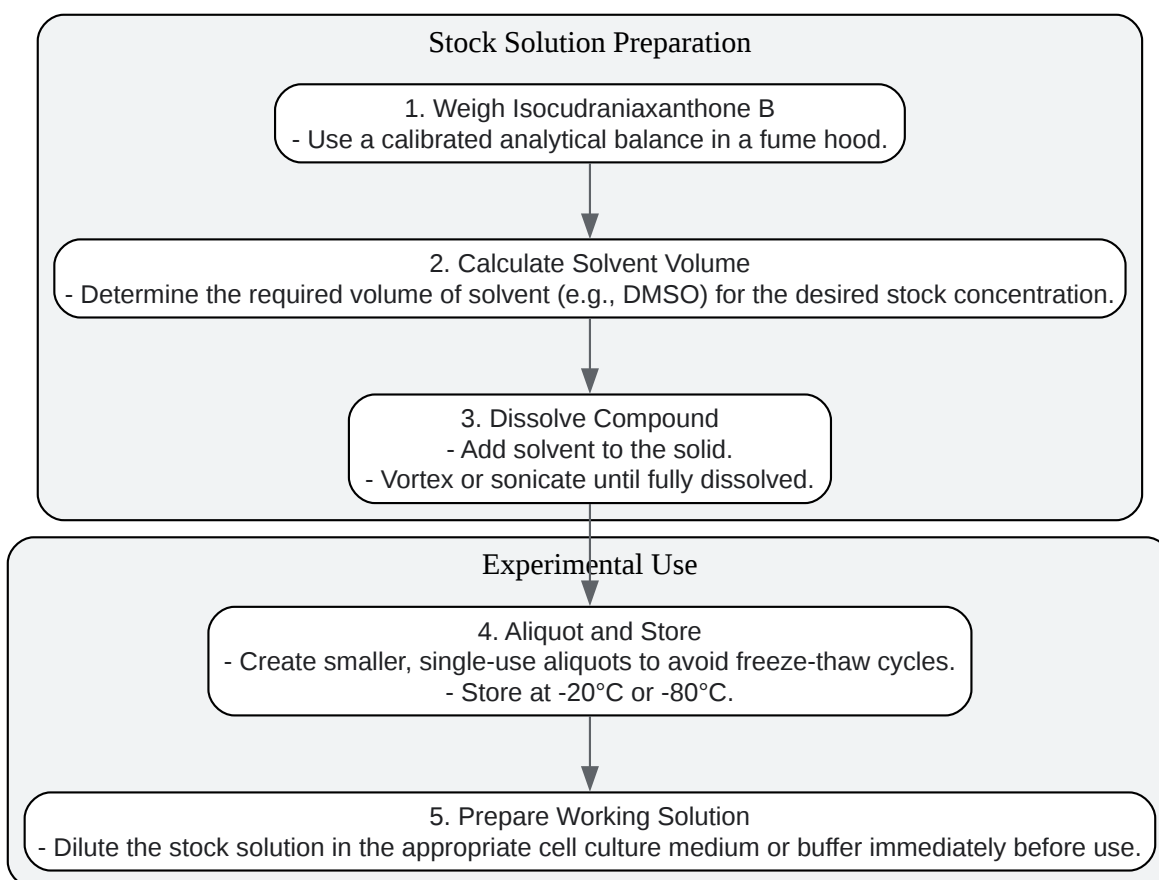 Stock Solution Preparation
1. Weigh Isocudraniaxanthone B
- Use a calibrated analytical balance in a fume hood.
2. Calculate Solvent Volume
- Determine the required volume of solvent (e.g., DMSO) for the desired stock concentration.
3. Dissolve Compound
- Add solvent to the solid.
- Vortex or sonicate until fully dissolved.
Experimental Use
4. Aliquot and Store
- Create smaller, single-use aliquots to avoid freeze-thaw cycles.
- Store at -20°C or -80°C.
5. Prepare Working Solution
- Dilute the stock solution in the appropriate cell culture medium or buffer immediately before use.